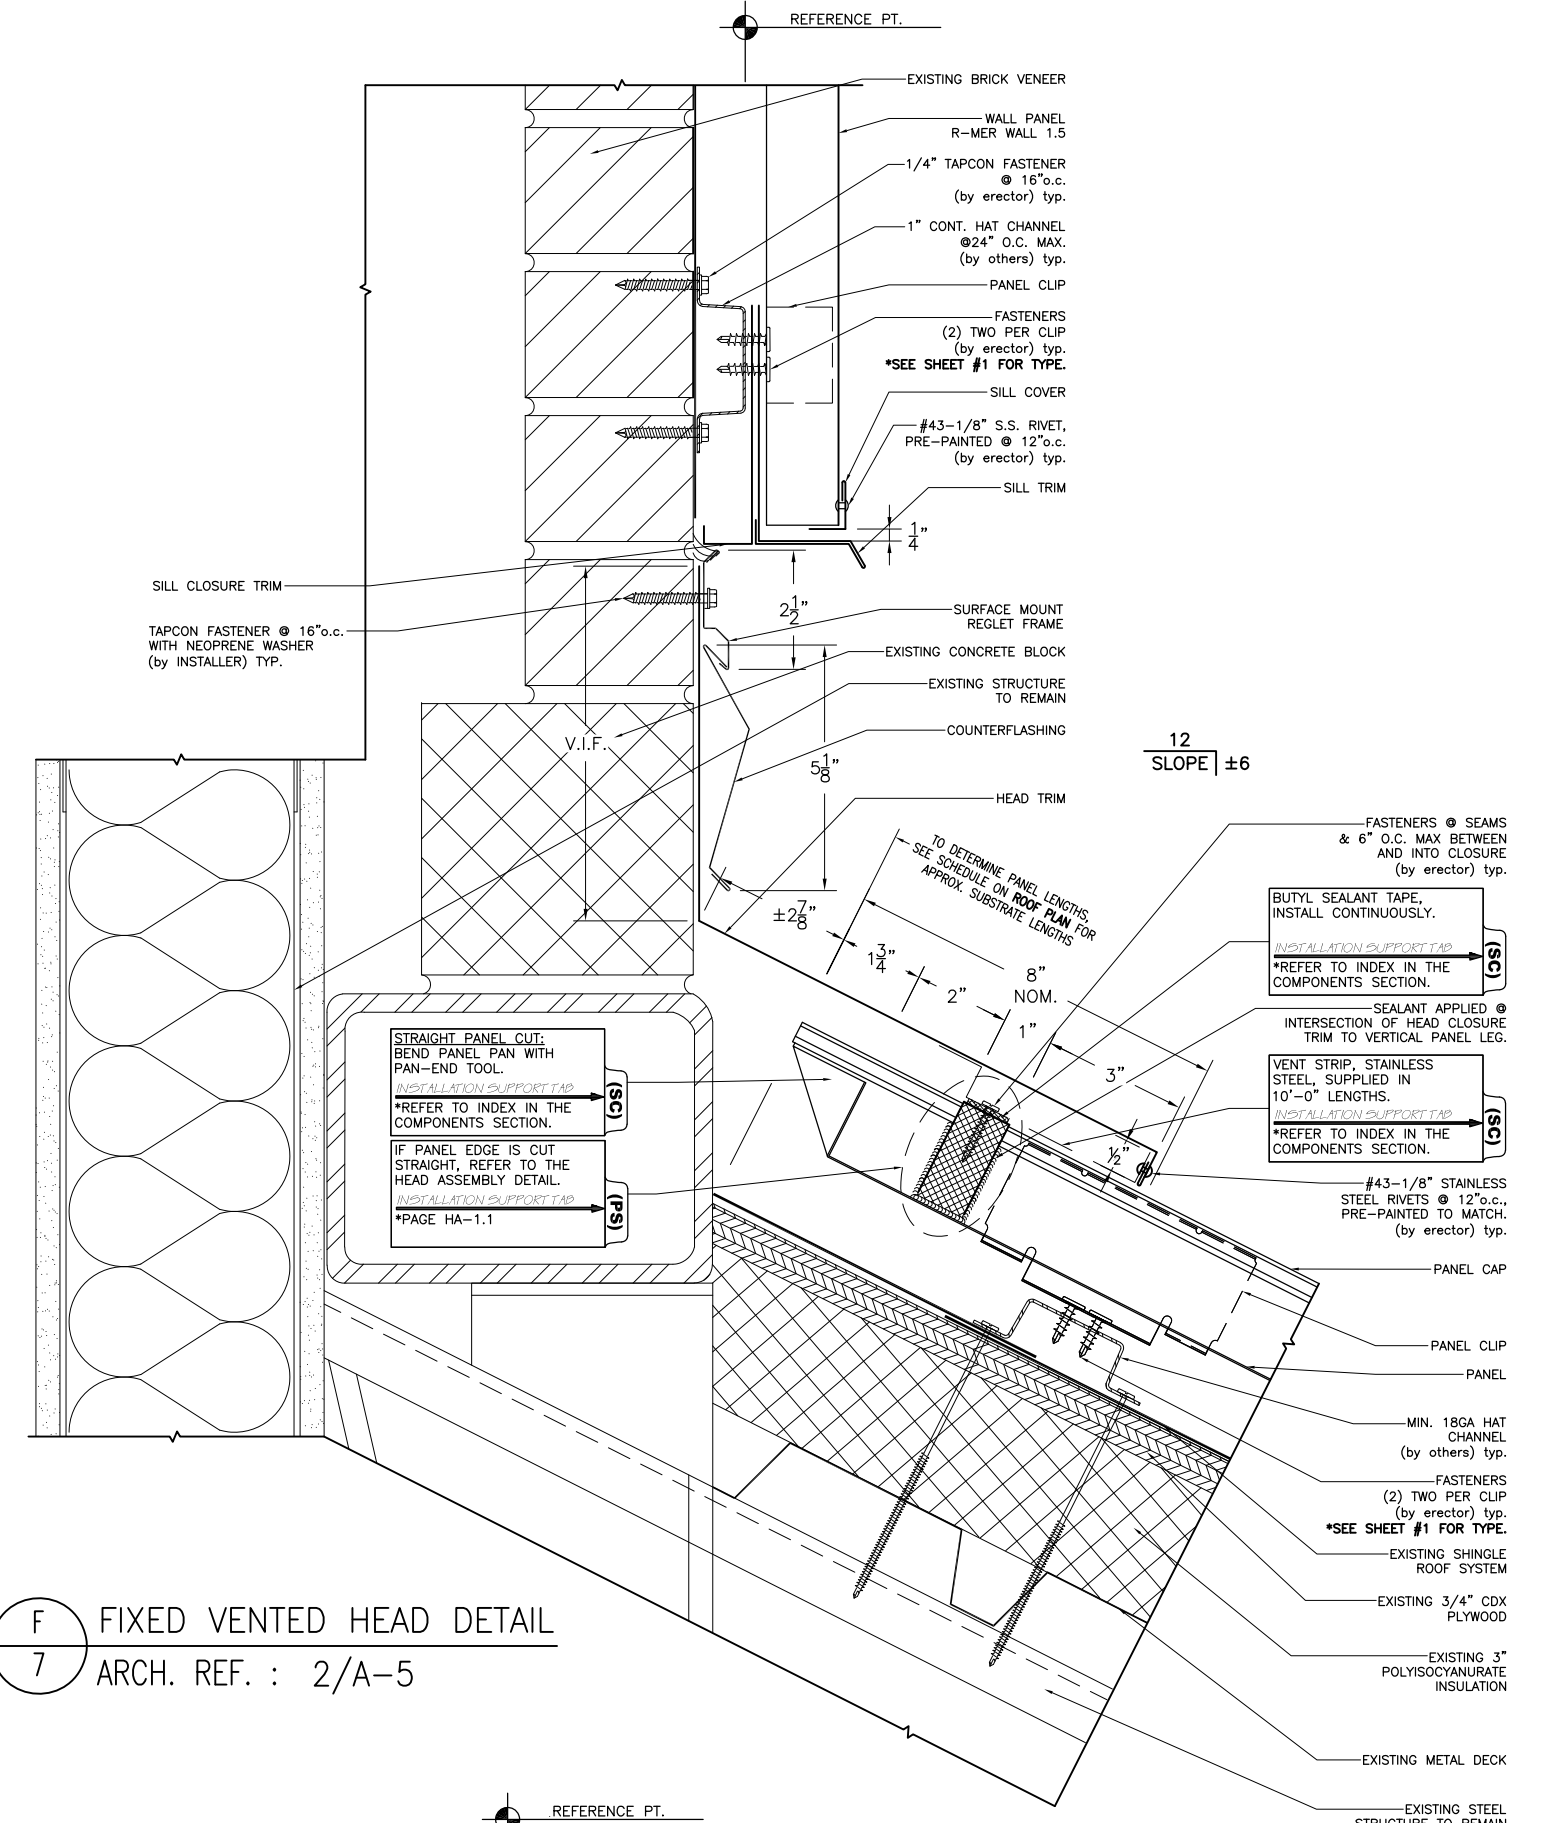 REFERENCE PT.
EXISTING BRICK VENEER
WALL PANEL
R-MER WALL 1.5
1/4" TAPCON FASTENER
@ 16"o.c.
(by erector) typ.
1" CONT. HAT CHANNEL
@24" O.C. MAX.
(by others) typ.
PANEL CLIP
FASTENERS
(2) TWO PER CLIP
(by erector) typ.
*SEE SHEET #1 FOR TYPE.
SILL COVER
#43-1/8" S.S. RIVET,
PRE-PAINTED @ 12"o.c.
(by erector) typ.
SILL TRIM
1/4"
SILL CLOSURE TRIM
TAPCON FASTENER @ 16"o.c.
WITH NEOPRENE WASHER
(by INSTALLER) TYP.
2 1/2"
SURFACE MOUNT
REGLET FRAME
EXISTING CONCRETE BLOCK
EXISTING STRUCTURE
TO REMAIN
COUNTERFLASHING
V.I.F.
5 1/8"
HEAD TRIM
12
SLOPE ±6
TO DETERMINE PANEL LENGTHS,
SEE SCHEDULE ON ROOF PLAN FOR
APPROX. SUBSTRATE LENGTHS
±2 7/8"
1 3/4"
2"
8"
NOM.
1"
3"
1/2"
FASTENERS @ SEAMS
& 6" O.C. MAX BETWEEN
AND INTO CLOSURE
(by erector) typ.
BUTYL SEALANT TAPE,
INSTALL CONTINUOUSLY.
INSTALLATION SUPPORT TAB
(SC)
*REFER TO INDEX IN THE
COMPONENTS SECTION.
SEALANT APPLIED @
INTERSECTION OF HEAD CLOSURE
TRIM TO VERTICAL PANEL LEG.
VENT STRIP, STAINLESS
STEEL, SUPPLIED IN
10'-0" LENGTHS.
INSTALLATION SUPPORT TAB
(SC)
*REFER TO INDEX IN THE
COMPONENTS SECTION.
#43-1/8" STAINLESS
STEEL RIVETS @ 12"o.c.,
PRE-PAINTED TO MATCH.
(by erector) typ.
STRAIGHT PANEL CUT:
BEND PANEL PAN WITH
PAN-END TOOL.
INSTALLATION SUPPORT TAB
(SC)
*REFER TO INDEX IN THE
COMPONENTS SECTION.
IF PANEL EDGE IS CUT
STRAIGHT, REFER TO THE
HEAD ASSEMBLY DETAIL.
INSTALLATION SUPPORT TAB
(PS)
*PAGE HA-1.1
PANEL CAP
PANEL CLIP
PANEL
MIN. 18GA HAT
CHANNEL
(by others) typ.
FASTENERS
(2) TWO PER CLIP
(by erector) typ.
*SEE SHEET #1 FOR TYPE.
EXISTING SHINGLE
ROOF SYSTEM
EXISTING 3/4" CDX
PLYWOOD
EXISTING 3"
POLYISOCYANURATE
INSULATION
EXISTING METAL DECK
EXISTING STEEL
STRUCTURE TO REMAIN
F
7
FIXED VENTED HEAD DETAIL
ARCH. REF. : 2/A-5
REFERENCE PT.